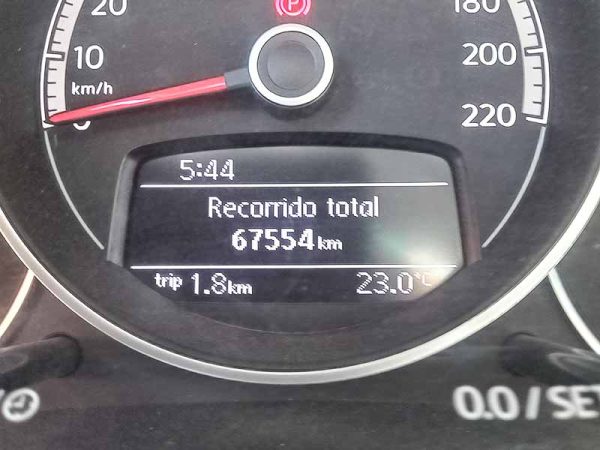 20
10
km/h
0
180
200
220
P
5:44
Recorrido total
67554 km
trip 1.8 km
23.0°C
/
0.0 / SET